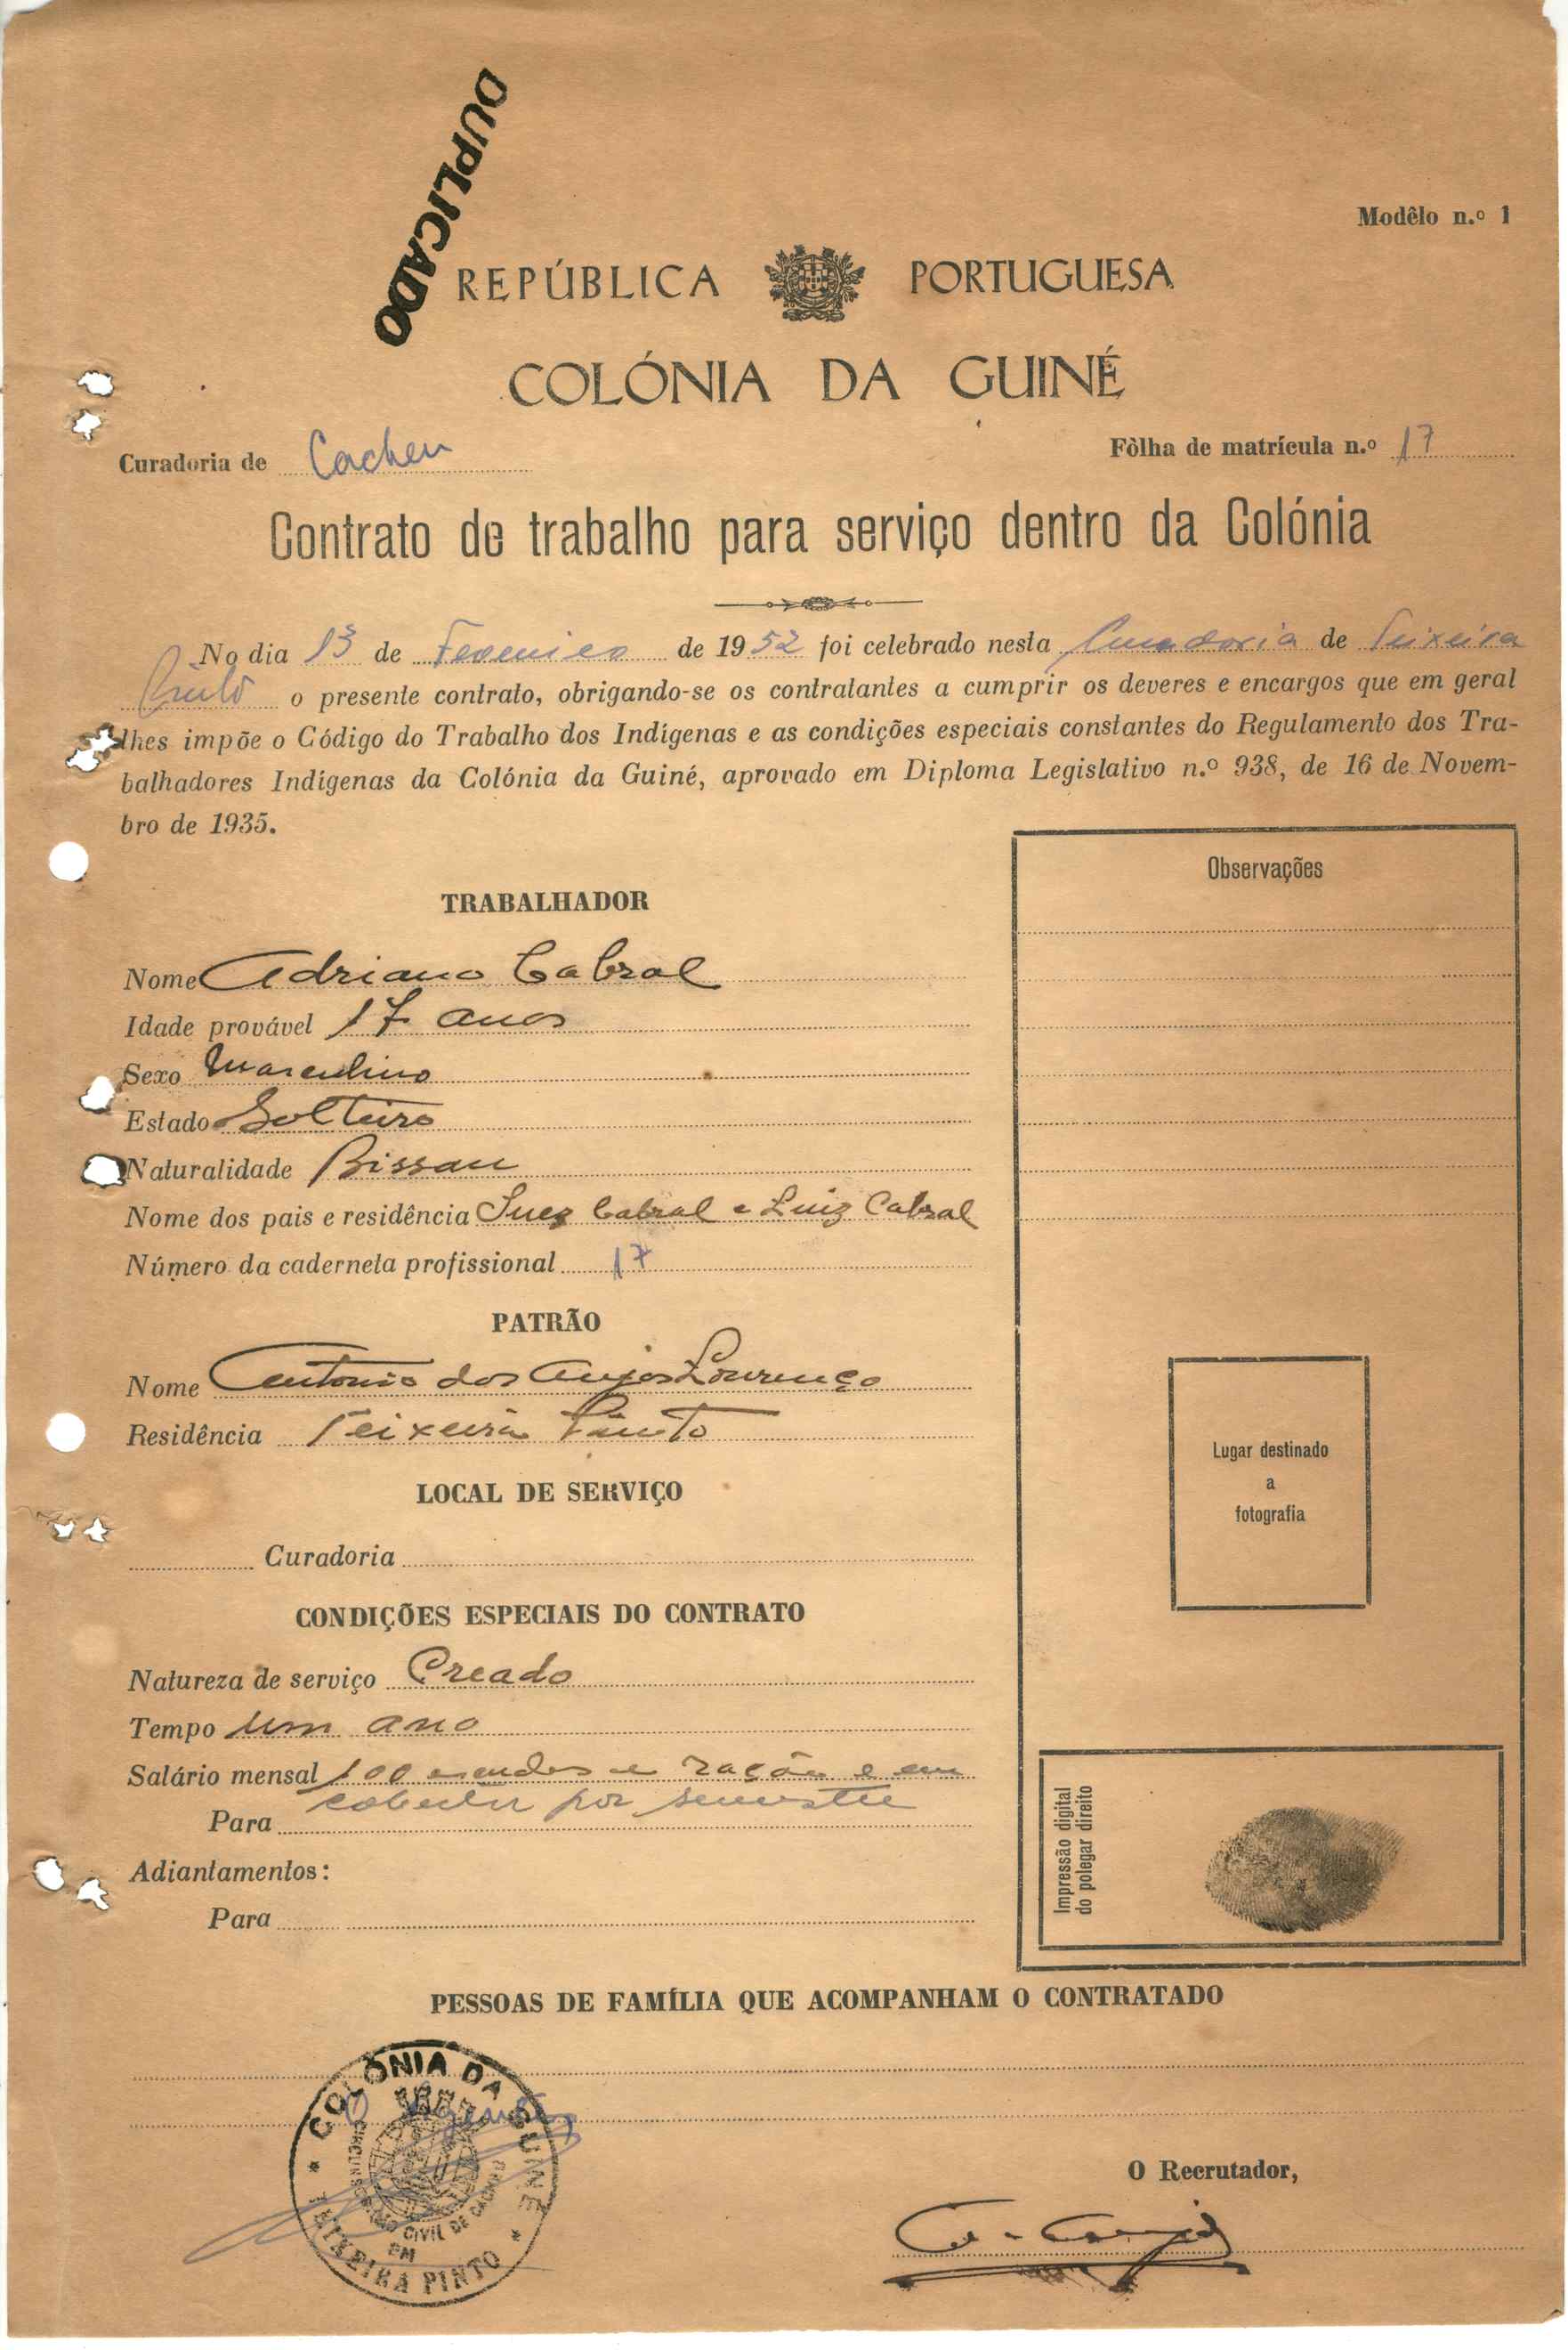 DUPLICADO
Modêlo n.º 1
REPÚBLICA PORTUGUESA
COLÓNIA DA GUINÉ
Curadoria de Cacheu
Fôlha de matrícula n.º 17
Contrato de trabalho para serviço dentro da Colónia
No dia 13 de Fevereiro de 1952 foi celebrado nesta Curadoria de Teixeira
Pinto o presente contrato, obrigando-se os contratantes a cumprir os deveres e encargos que em geral
lhes impõe o Código do Trabalho dos Indígenas e as condições especiais constantes do Regulamento dos Tra-
balhadores Indígenas da Colónia da Guiné, aprovado em Diploma Legislativo n.º 938, de 16 de Novem-
bro de 1935.
Observações
TRABALHADOR
Nome Adriano Cabral
Idade provável 17 anos
Sexo Masculino
Estado Solteiro
Naturalidade Bissau
Nome dos pais e residência Cabral e Luiz Cabral
Número da caderneta profissional 17
PATRÃO
Nome Antonio dos Anjos Lourenço
Residência Teixeira Pinto
Lugar destinado
a
fotografia
LOCAL DE SERVIÇO
Curadoria
CONDIÇÕES ESPECIAIS DO CONTRATO
Natureza de serviço Creado
Tempo um ano
Salário mensal 100 escudos e ração e um
cobertor por semestre
Para
Adiantamentos:
Para
Impressão digital
do polegar direito
PESSOAS DE FAMÍLIA QUE ACOMPANHAM O CONTRATADO
COLÓNIA DA GUINÉ
CIVIL DE CACHEU
EM
TEIXEIRA PINTO
O
O Recrutador,